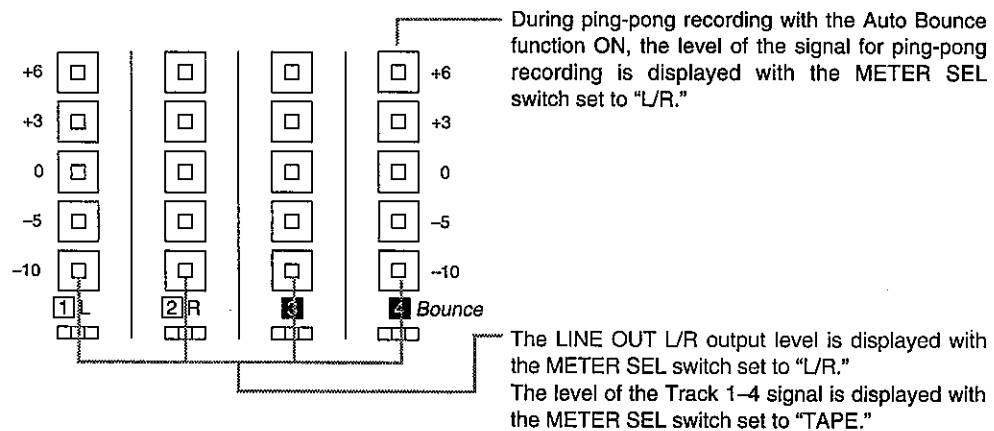 During ping-pong recording with the Auto Bounce
function ON, the level of the signal for ping-pong
recording is displayed with the METER SEL
switch set to "L/R."
+6 +6
+3 +3
0 0
–5 –5
–10 –10
1 L 2 R 3 4 Bounce
The LINE OUT L/R output level is displayed with
the METER SEL switch set to "L/R."
The level of the Track 1–4 signal is displayed with
the METER SEL switch set to "TAPE."